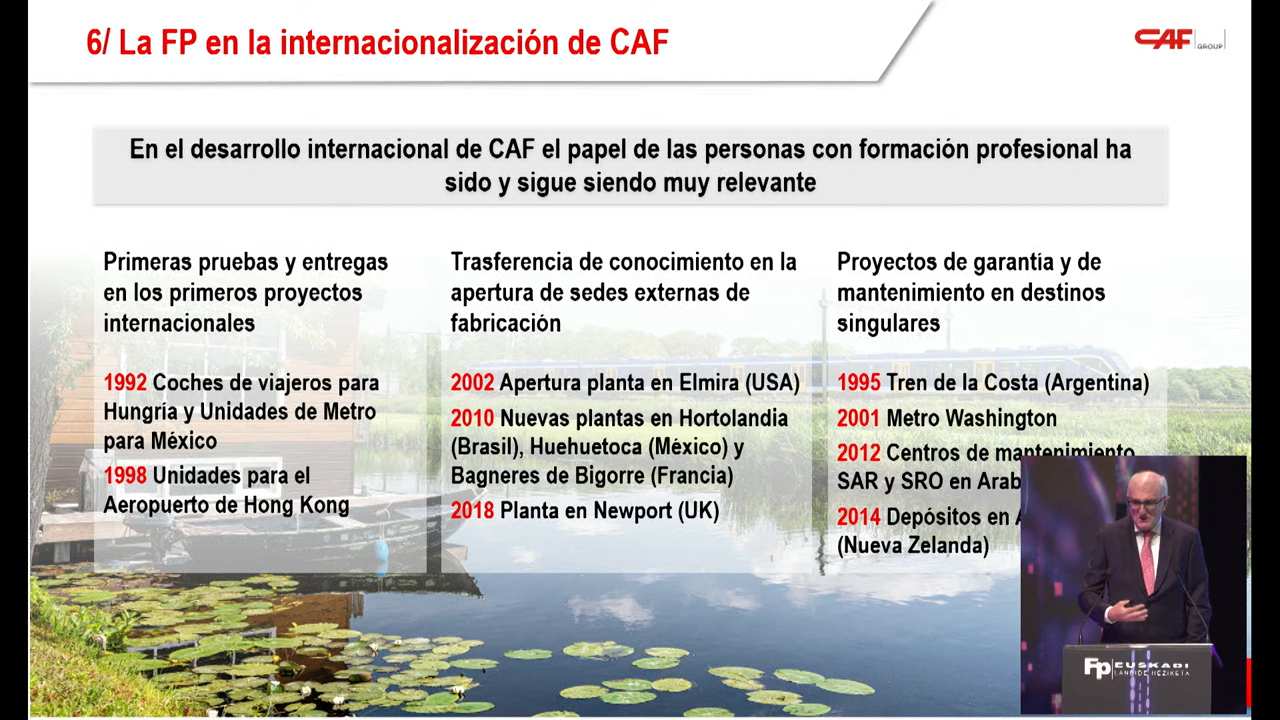 6/ La FP en la internacionalización de CAF
CAF GROUP
En el desarrollo internacional de CAF el papel de las personas con formación profesional ha
sido y sigue siendo muy relevante
Primeras pruebas y entregas
en los primeros proyectos
internacionales
1992 Coches de viajeros para
Hungría y Unidades de Metro
para México
1998 Unidades para el
Aeropuerto de Hong Kong
Trasferencia de conocimiento en la
apertura de sedes externas de
fabricación
2002 Apertura planta en Elmira (USA)
2010 Nuevas plantas en Hortolandia
(Brasil), Huehuetoca (México) y
Bagneres de Bigorre (Francia)
2018 Planta en Newport (UK)
Proyectos de garantía y de
mantenimiento en destinos
singulares
1995 Tren de la Costa (Argentina)
2001 Metro Washington
2012 Centros de mantenimiento
SAR y SRO en Arab
2014 Depósitos en
(Nueva Zelanda)
Fp EUSKADI
LANBIDE HEZIKETA